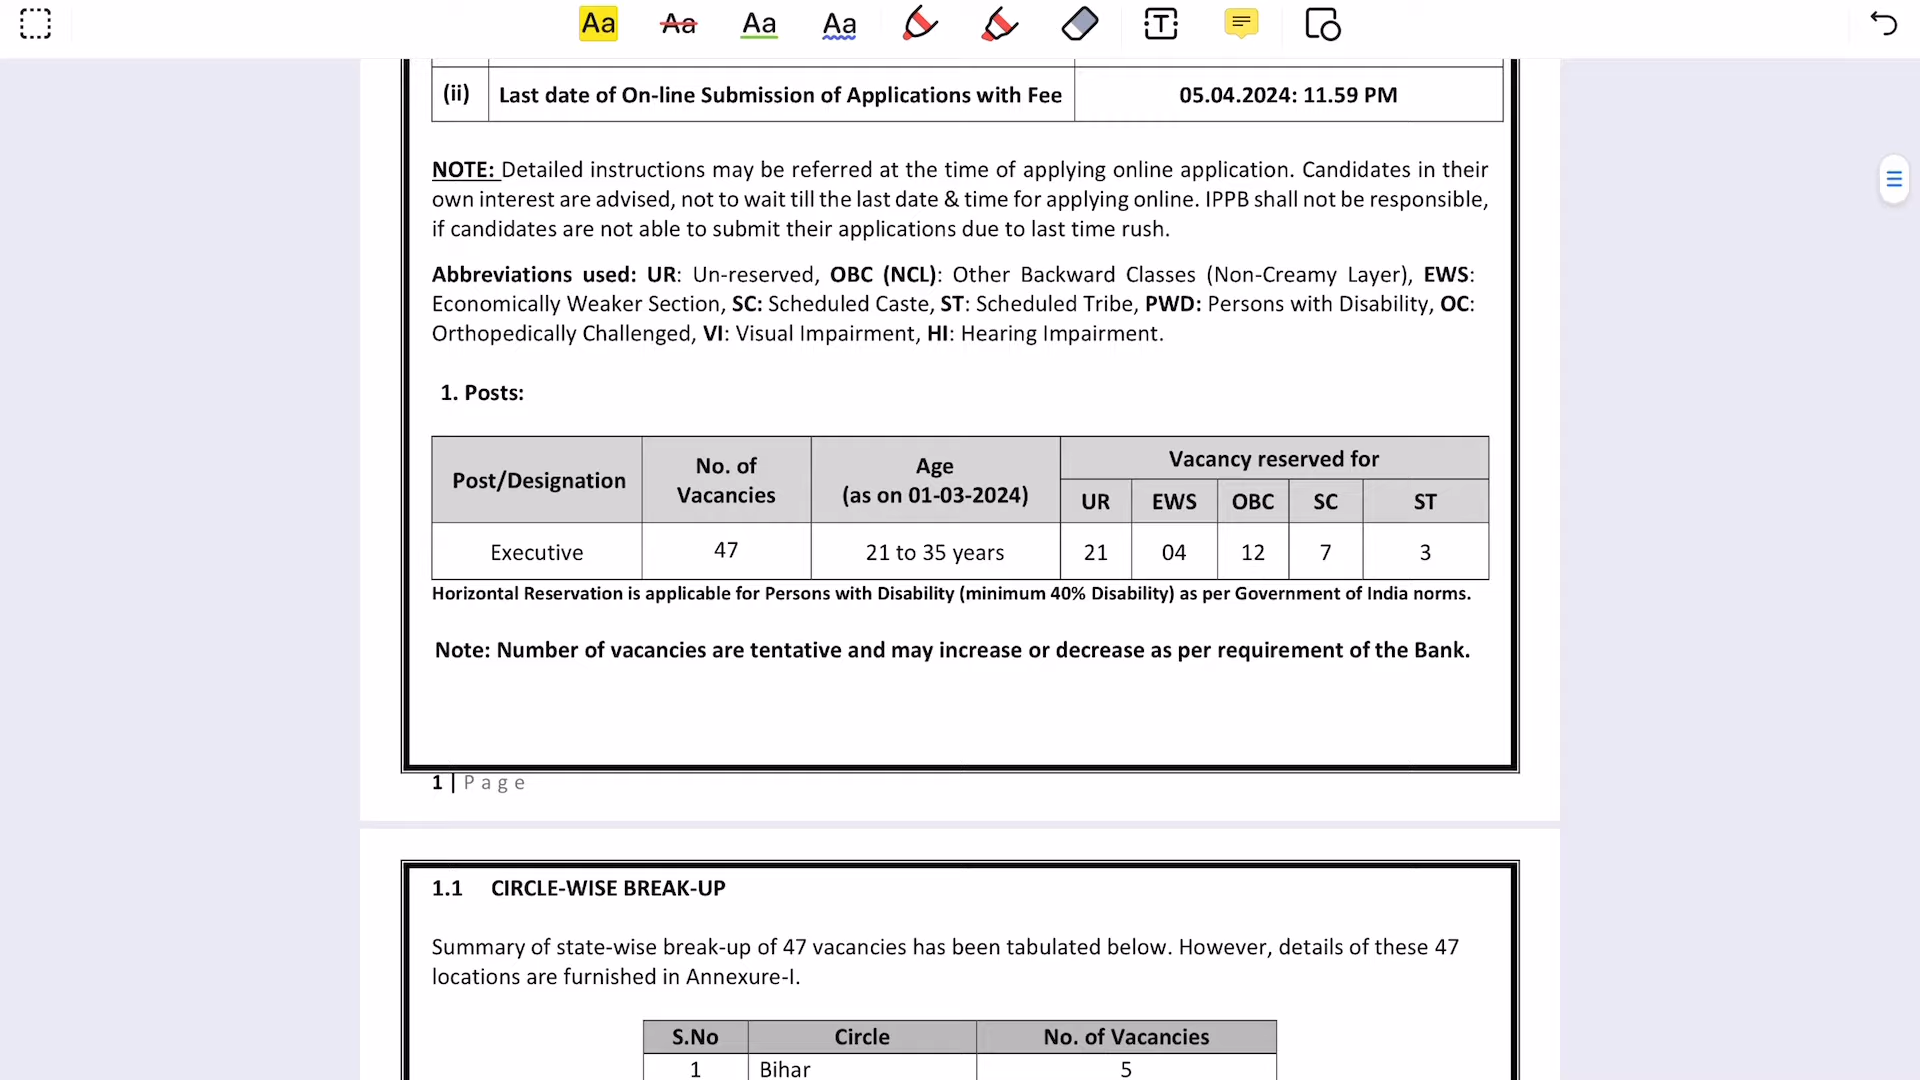 Aa Aa Aa Aa T
(ii) Last date of On-line Submission of Applications with Fee 05.04.2024: 11.59 PM
NOTE: Detailed instructions may be referred at the time of applying online application. Candidates in their
own interest are advised, not to wait till the last date & time for applying online. IPPB shall not be responsible,
if candidates are not able to submit their applications due to last time rush.
Abbreviations used: UR: Un-reserved, OBC (NCL): Other Backward Classes (Non-Creamy Layer), EWS:
Economically Weaker Section, SC: Scheduled Caste, ST: Scheduled Tribe, PWD: Persons with Disability, OC:
Orthopedically Challenged, VI: Visual Impairment, HI: Hearing Impairment.
1. Posts:
Post/Designation No. of Vacancies Age (as on 01-03-2024) Vacancy reserved for
UR EWS OBC SC ST
Executive 47 21 to 35 years 21 04 12 7 3
Horizontal Reservation is applicable for Persons with Disability (minimum 40% Disability) as per Government of India norms.
Note: Number of vacancies are tentative and may increase or decrease as per requirement of the Bank.
1 | Page
1.1 CIRCLE-WISE BREAK-UP
Summary of state-wise break-up of 47 vacancies has been tabulated below. However, details of these 47
locations are furnished in Annexure-I.
S.No Circle No. of Vacancies
1 Bihar 5